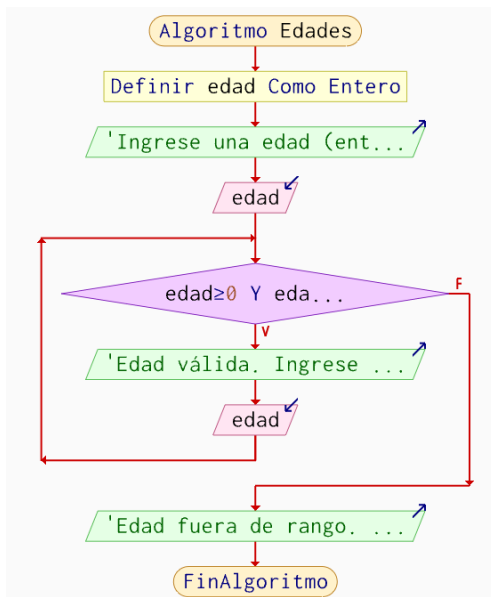 Algoritmo Edades
Definir edad Como Entero
'Ingrese una edad (ent...
edad
edad≥0 Y eda...
F
V
'Edad válida. Ingrese ...
edad
'Edad fuera de rango. ...
FinAlgoritmo